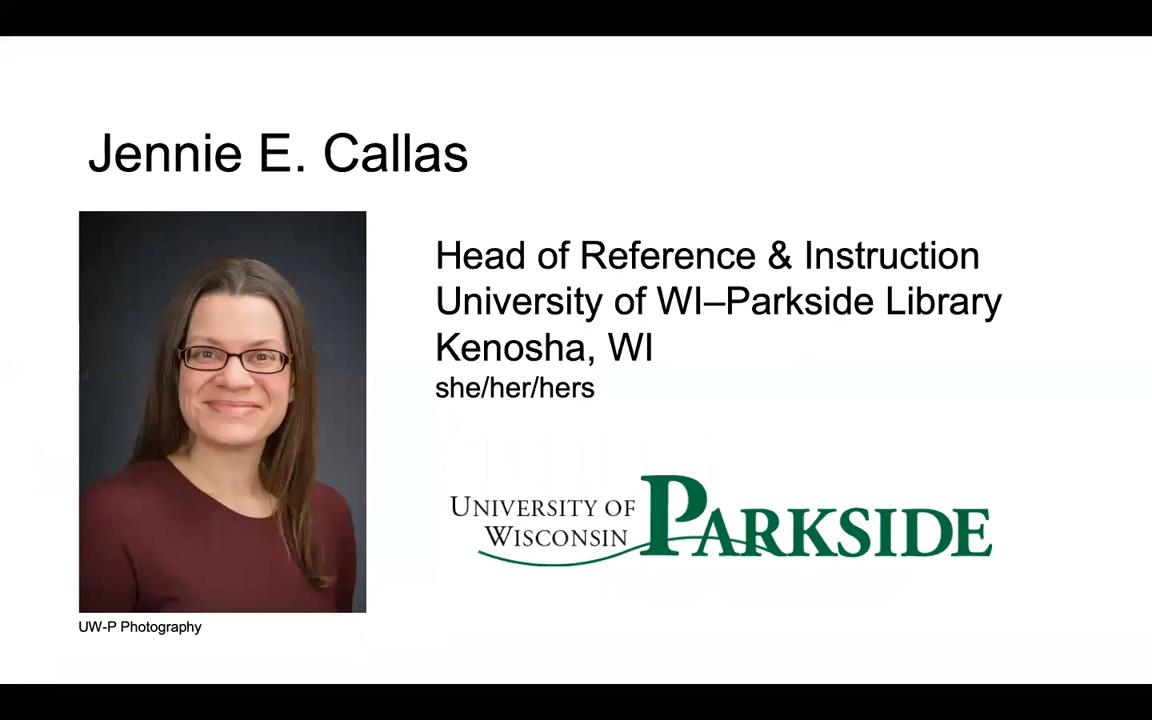 Jennie E. Callas
Head of Reference & Instruction
University of WI–Parkside Library
Kenosha, WI
she/her/hers
UNIVERSITY OF
WISCONSIN
PARKSIDE
UW-P Photography